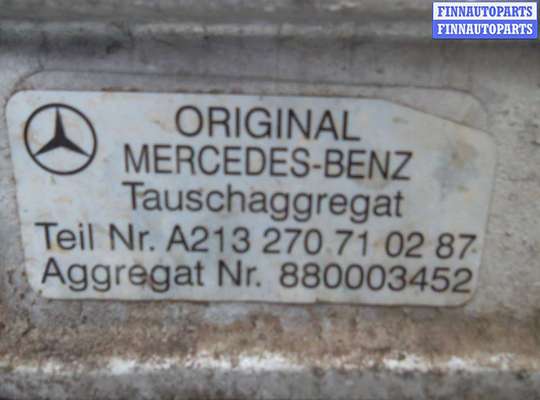 FINNAUTOPARTS
FINNAUTOPARTS
ORIGINAL
MERCEDES-BENZ
Tauschaggregat
Teil Nr. A213 270 71 02 87
Aggregat Nr. 880003452